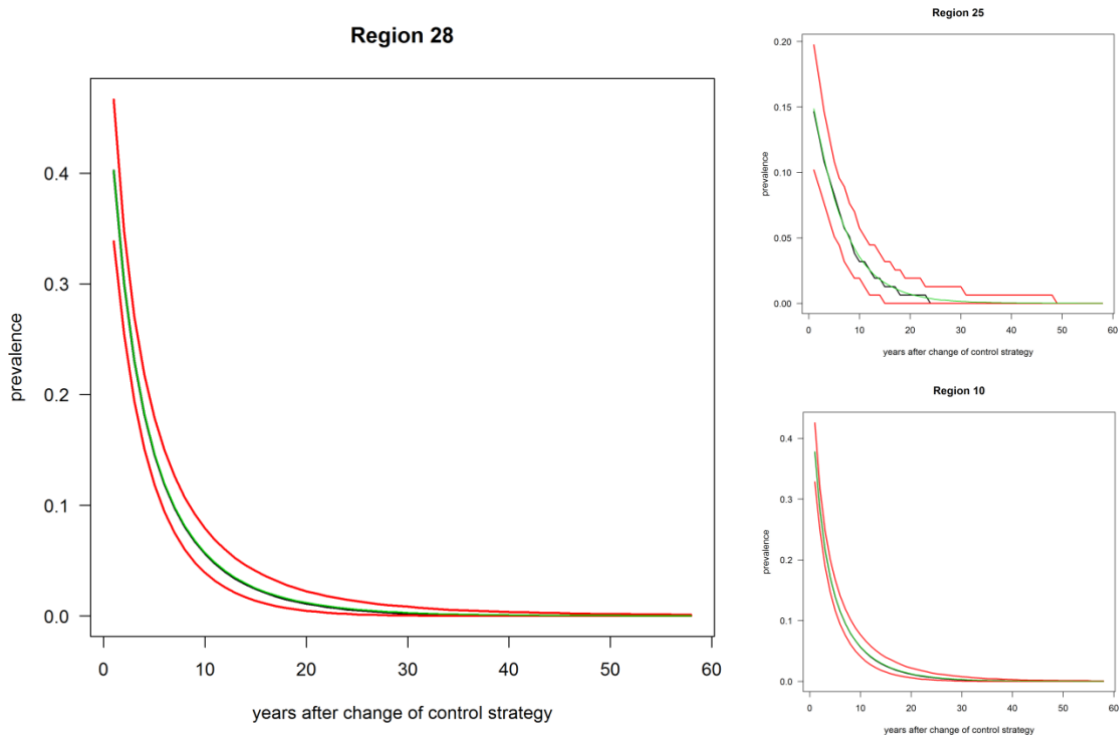 Region 28
prevalence
0.4
0.3
0.2
0.1
0.0
0 10 20 30 40 50 60
years after change of control strategy
Region 25
prevalence
0.20
0.15
0.10
0.05
0.00
0 10 20 30 40 50 60
years after change of control strategy
Region 10
prevalence
0.4
0.3
0.2
0.1
0.0
0 10 20 30 40 50 60
years after change of control strategy